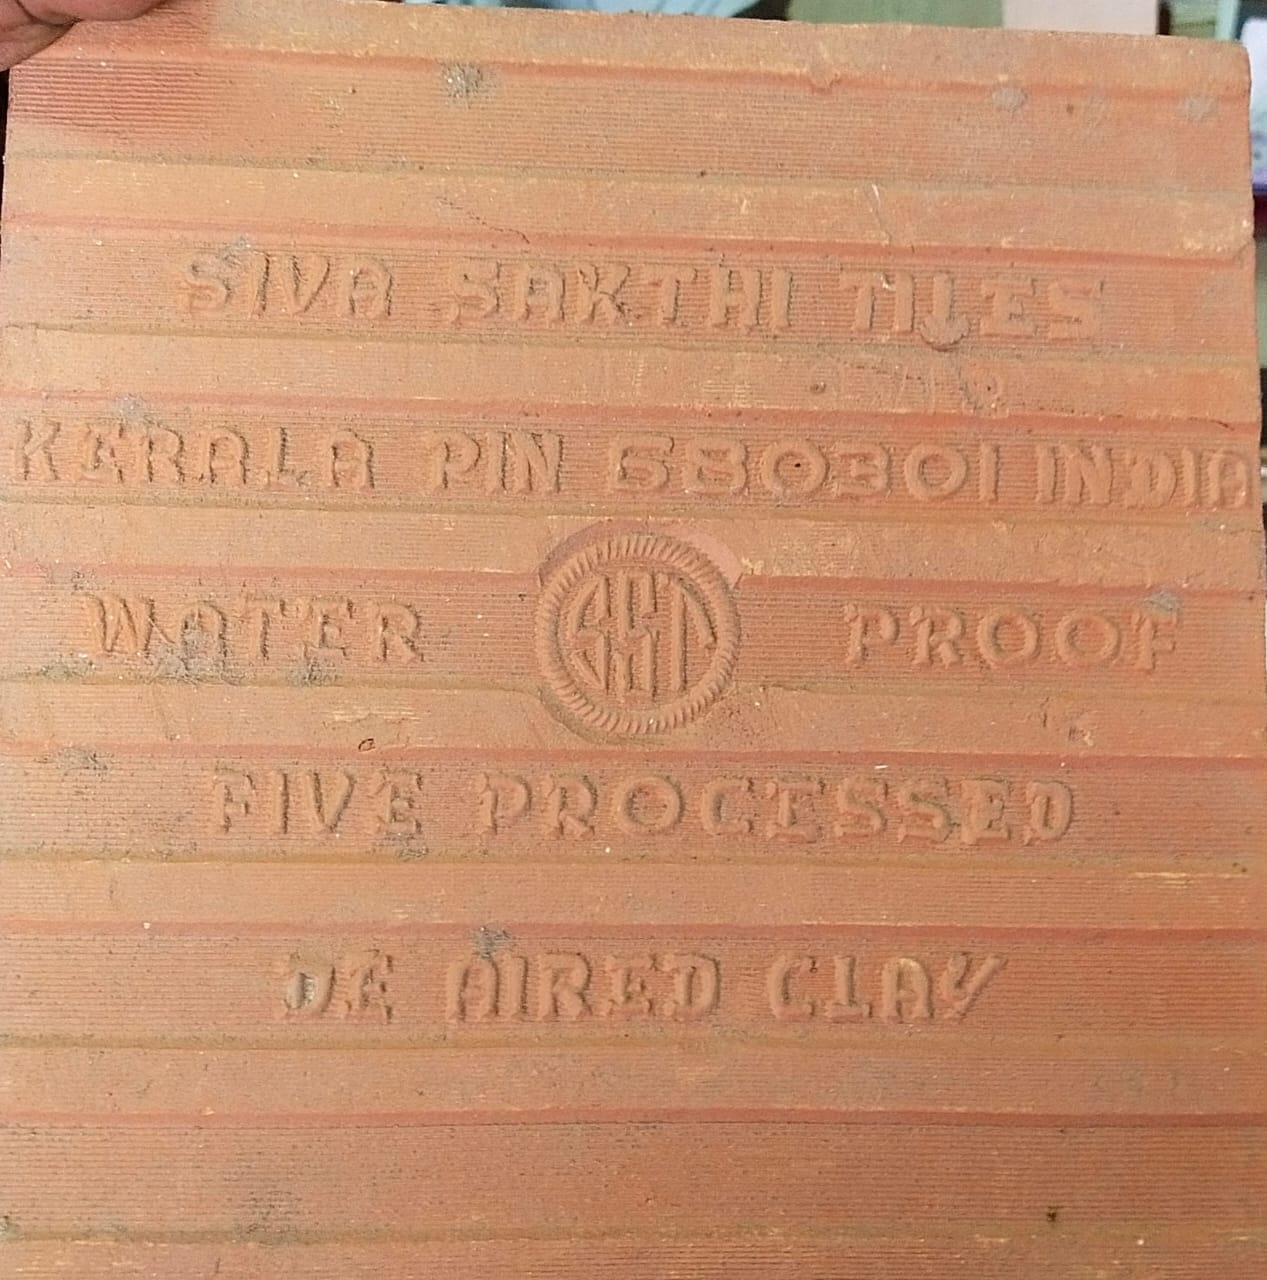 SIVA SAKTHI TILES
KERALA PIN 680301 INDIA
WATER SST PROOF
FIVE PROCESSED
DE AIRED CLAY